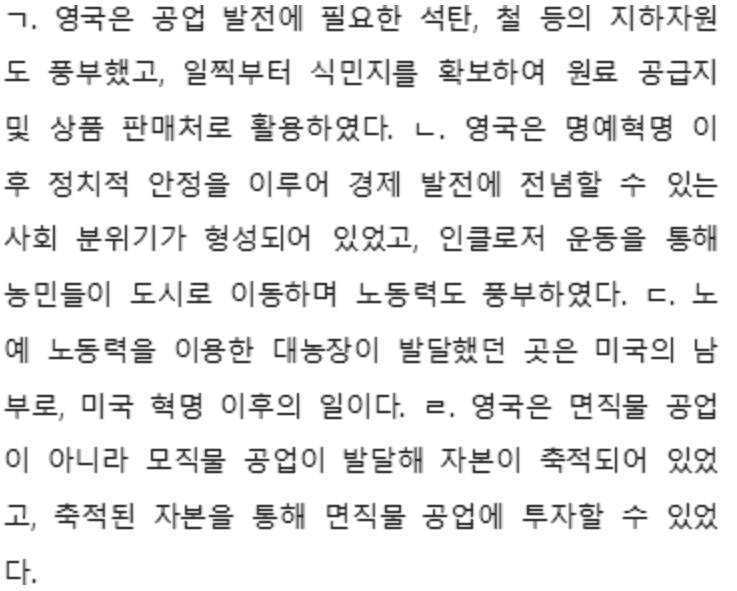 ㄱ. 영국은 공업 발전에 필요한 석탄, 철 등의 지하자원
도 풍부했고, 일찍부터 식민지를 확보하여 원료 공급지
및 상품 판매처로 활용하였다. ㄴ. 영국은 명예혁명 이
후 정치적 안정을 이루어 경제 발전에 전념할 수 있는
사회 분위기가 형성되어 있었고, 인클로저 운동을 통해
농민들이 도시로 이동하며 노동력도 풍부하였다. ㄷ. 노
예 노동력을 이용한 대농장이 발달했던 곳은 미국의 남
부로, 미국 혁명 이후의 일이다. ㄹ. 영국은 면직물 공업
이 아니라 모직물 공업이 발달해 자본이 축적되어 있었
고, 축적된 자본을 통해 면직물 공업에 투자할 수 있었
다.